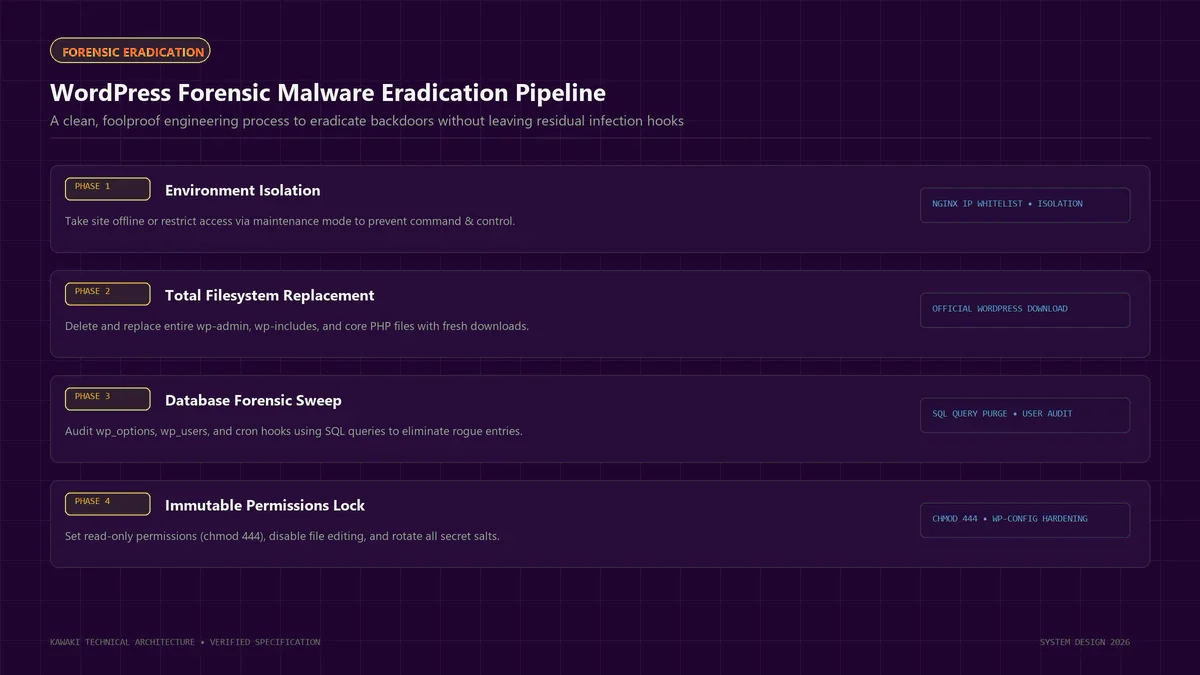 FORENSIC ERADICATION
WordPress Forensic Malware Eradication Pipeline
A clean, foolproof engineering process to eradicate backdoors without leaving residual infection hooks
PHASE 1
Environment Isolation
Take site offline or restrict access via maintenance mode to prevent command & control.
NGINX IP WHITELIST • ISOLATION
PHASE 2
Total Filesystem Replacement
Delete and replace entire wp-admin, wp-includes, and core PHP files with fresh downloads.
OFFICIAL WORDPRESS DOWNLOAD
PHASE 3
Database Forensic Sweep
Audit wp_options, wp_users, and cron hooks using SQL queries to eliminate rogue entries.
SQL QUERY PURGE • USER AUDIT
PHASE 4
Immutable Permissions Lock
Set read-only permissions (chmod 444), disable file editing, and rotate all secret salts.
CHMOD 444 • WP-CONFIG HARDENING
KAWAKI TECHNICAL ARCHITECTURE • VERIFIED SPECIFICATION
SYSTEM DESIGN 2026